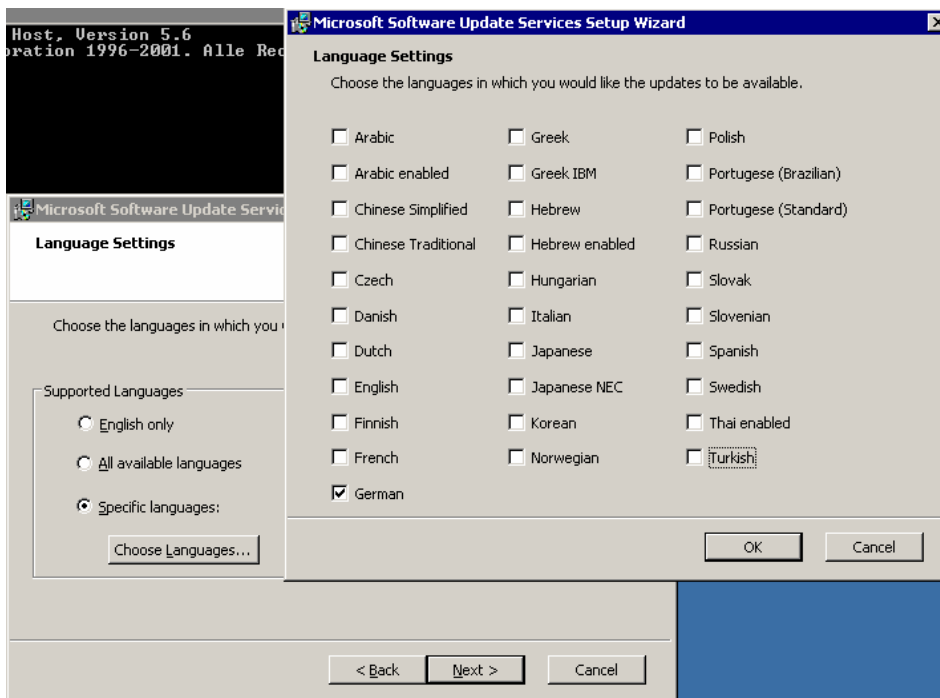 Host, Version 5.6
oration 1996-2001. Alle Rec
Microsoft Software Update Servic
Language Settings
Choose the languages in which you
Supported Languages
English only
All available languages
Specific languages:
Choose Languages...
< Back
Next >
Cancel
Microsoft Software Update Services Setup Wizard
Language Settings
Choose the languages in which you would like the updates to be available.
Arabic
Arabic enabled
Chinese Simplified
Chinese Traditional
Czech
Danish
Dutch
English
Finnish
French
German
Greek
Greek IBM
Hebrew
Hebrew enabled
Hungarian
Italian
Japanese
Japanese NEC
Korean
Norwegian
Polish
Portugese (Brazilian)
Portugese (Standard)
Russian
Slovak
Slovenian
Spanish
Swedish
Thai enabled
Turkish
OK
Cancel